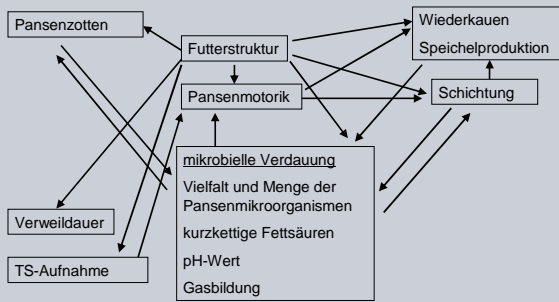 Pansenzotten
Futterstruktur
Wiederkauen
Speichelproduktion
Pansenmotorik
Schichtung
mikrobielle Verdauung
Vielfalt und Menge der
Pansenmikroorganismen
kurzkettige Fettsäuren
pH-Wert
Gasbildung
Verweildauer
TS-Aufnahme